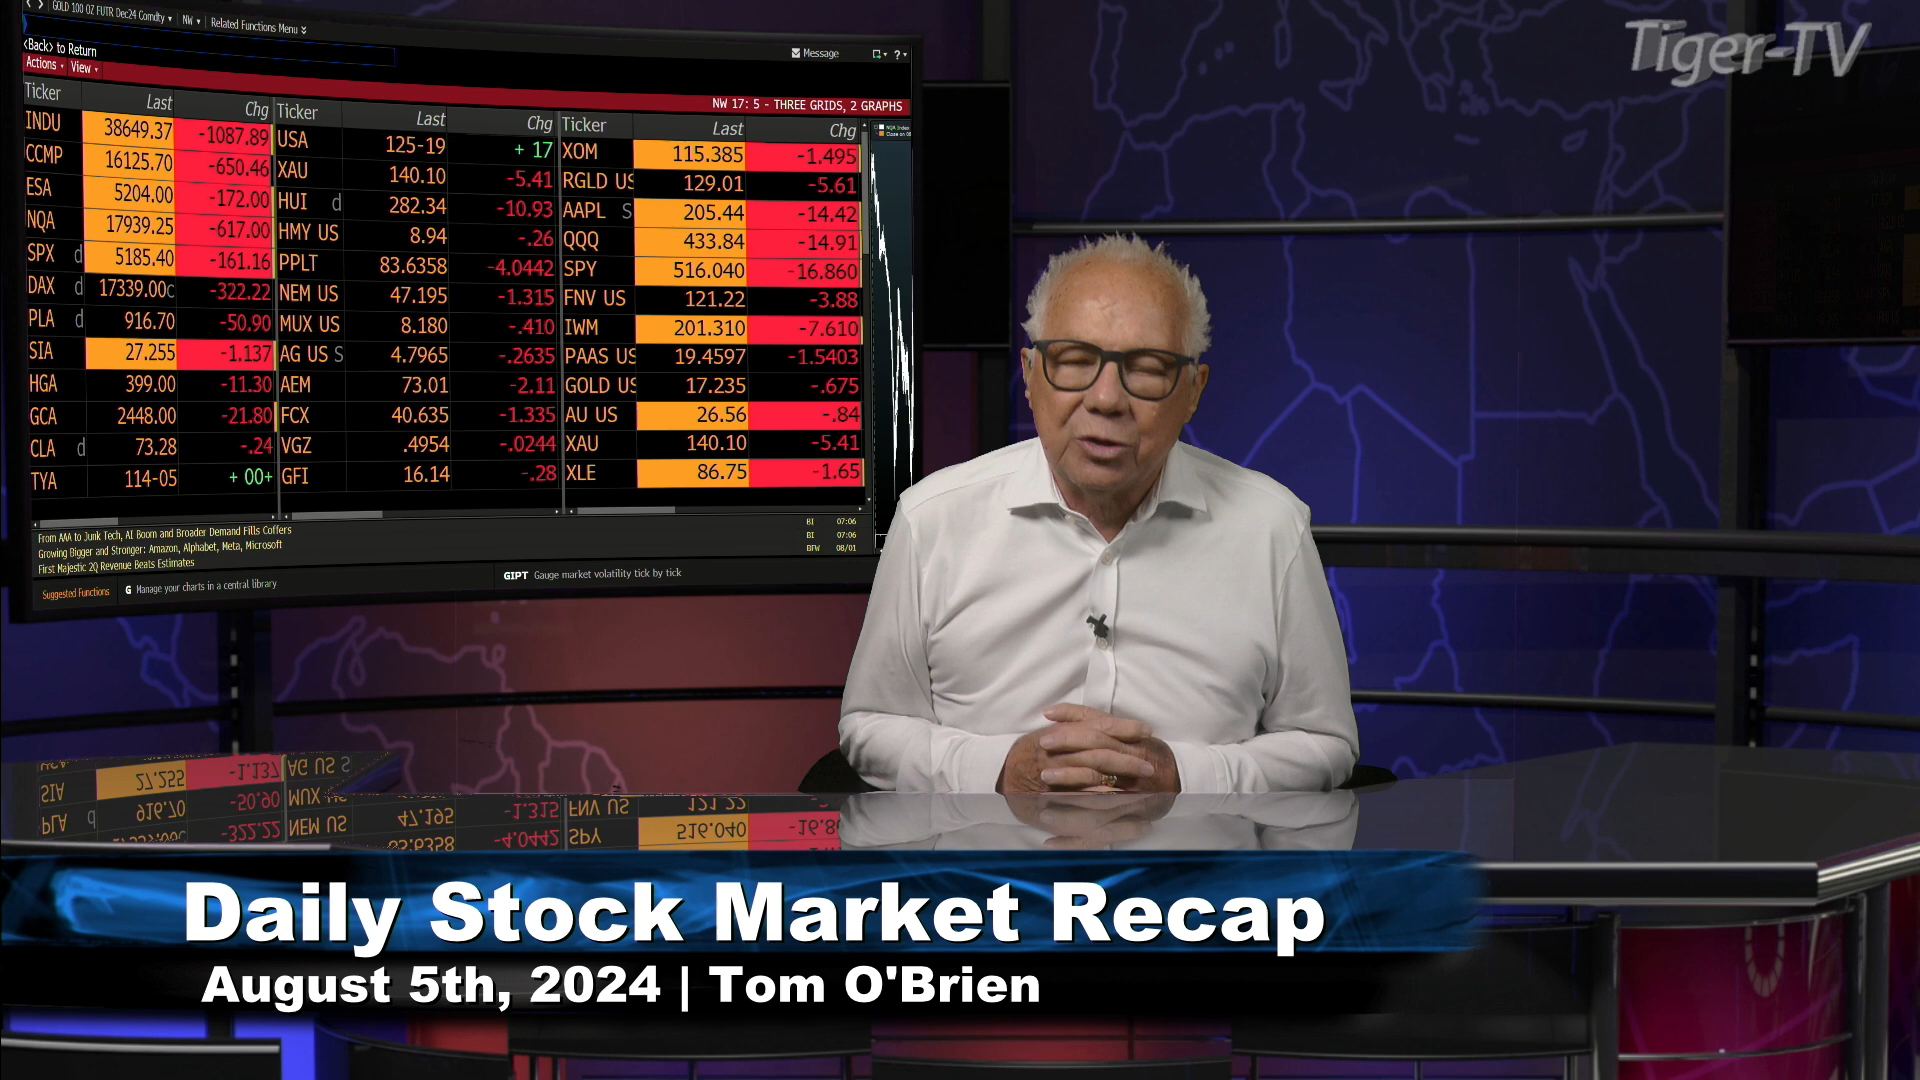 GOLD 100 OZ FUTR Dec24 Comdty NW Related Functions Menu
<Back> to Return Message ?
Actions View
NW 17: 5 - THREE GRIDS, 2 GRAPHS
Ticker Last Chg Ticker Last Chg Ticker Last Chg
INDU 38649.37 -1087.89 USA 125-19 + 17 XOM 115.385 -1.495
CCMP 16125.70 -650.46 XAU 140.10 -5.41 RGLD US 129.01 -5.61
ESA 5204.00 -172.00 HUI d 282.34 -10.93 AAPL S 205.44 -14.42
NQA 17939.25 -617.00 HMY US 8.94 -.26 QQQ 433.84 -14.91
SPX d 5185.40 -161.16 PPLT 83.6358 -4.0442 SPY 516.040 -16.860
DAX d 17339.00c -322.22 NEM US 47.195 -1.315 FNV US 121.22 -3.88
PLA d 916.70 -50.90 MUX US 8.180 -.410 IWM 201.310 -7.610
SIA 27.255 -1.137 AG US S 4.7965 -.2635 PAAS US 19.4597 -1.5403
HGA 399.00 -11.30 AEM 73.01 -2.11 GOLD US 17.235 -.675
GCA 2448.00 -21.80 FCX 40.635 -1.335 AU US 26.56 -.84
CLA d 73.28 -.24 VGZ .4954 -.0244 XAU 140.10 -5.41
TYA 114-05 + 00+ GFI 16.14 -.28 XLE 86.75 -1.65
From AAA to Junk Tech, AI Boom and Broader Demand Fills Coffers BI 07:06
Growing Bigger and Stronger: Amazon, Alphabet, Meta, Microsoft BI 07:06
First Majestic 2Q Revenue Beats Estimates BFW 08/01
Suggested Functions G Manage your charts in a central library GIPT Gauge market volatility tick by tick
Tiger-TV
Daily Stock Market Recap
August 5th, 2024 | Tom O'Brien